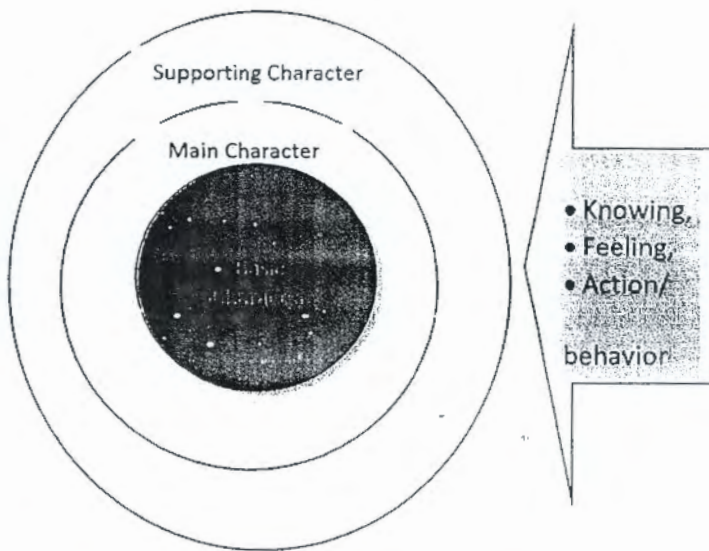 Supporting Character
Main Character
• Knowing,
• Feeling,
• Action/
behavior